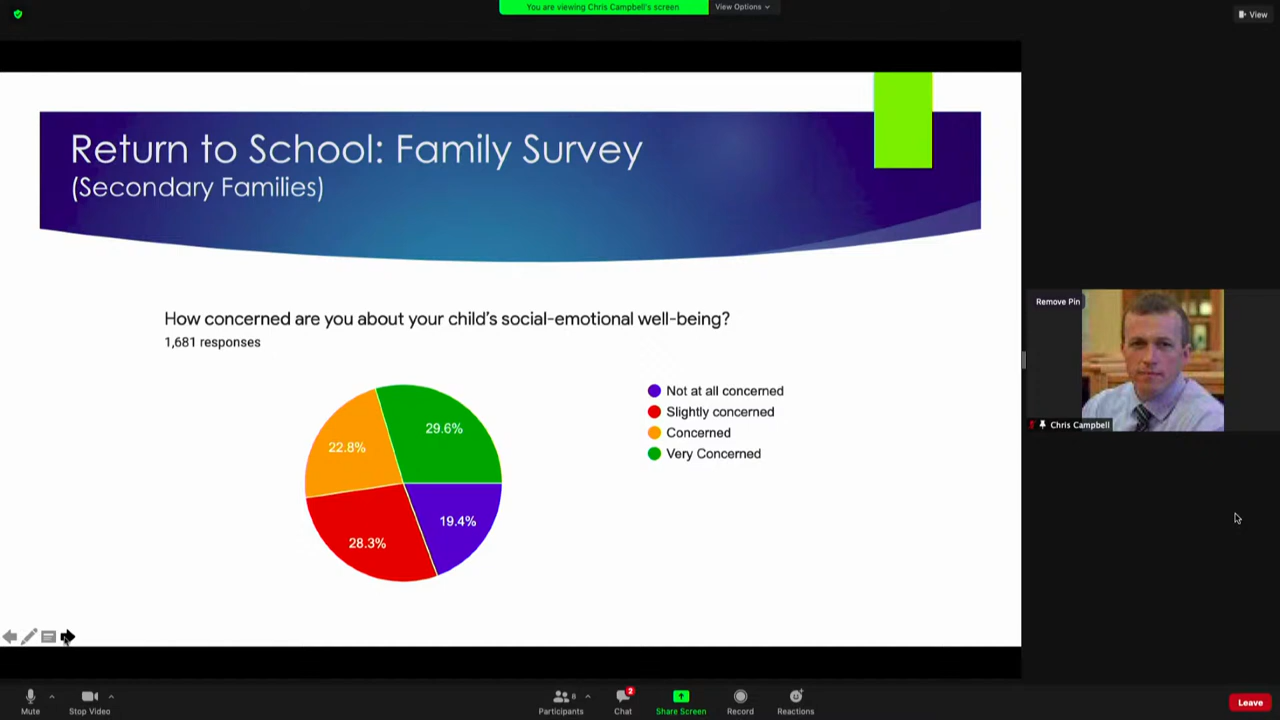 You are viewing Chris Campbell's screen
View Options
View
Return to School: Family Survey
(Secondary Families)
How concerned are you about your child's social-emotional well-being?
1,681 responses
29.6%
22.8%
19.4%
28.3%
Not at all concerned
Slightly concerned
Concerned
Very Concerned
Remove Pin
Chris Campbell
Mute
Stop Video
Participants
8
Chat
2
Share Screen
Record
Reactions
Leave